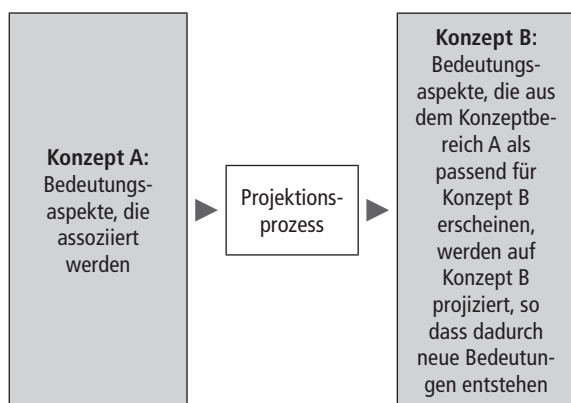 Konzept A:
Bedeutungs-
aspekte, die
assoziiert
werden
Projektions-
prozess
Konzept B:
Bedeutungs-
aspekte, die aus
dem Konzeptbe-
reich A als
passend für
Konzept B
erscheinen,
werden auf
Konzept B
projiziert, so
dass dadurch
neue Bedeutun-
gen entstehen